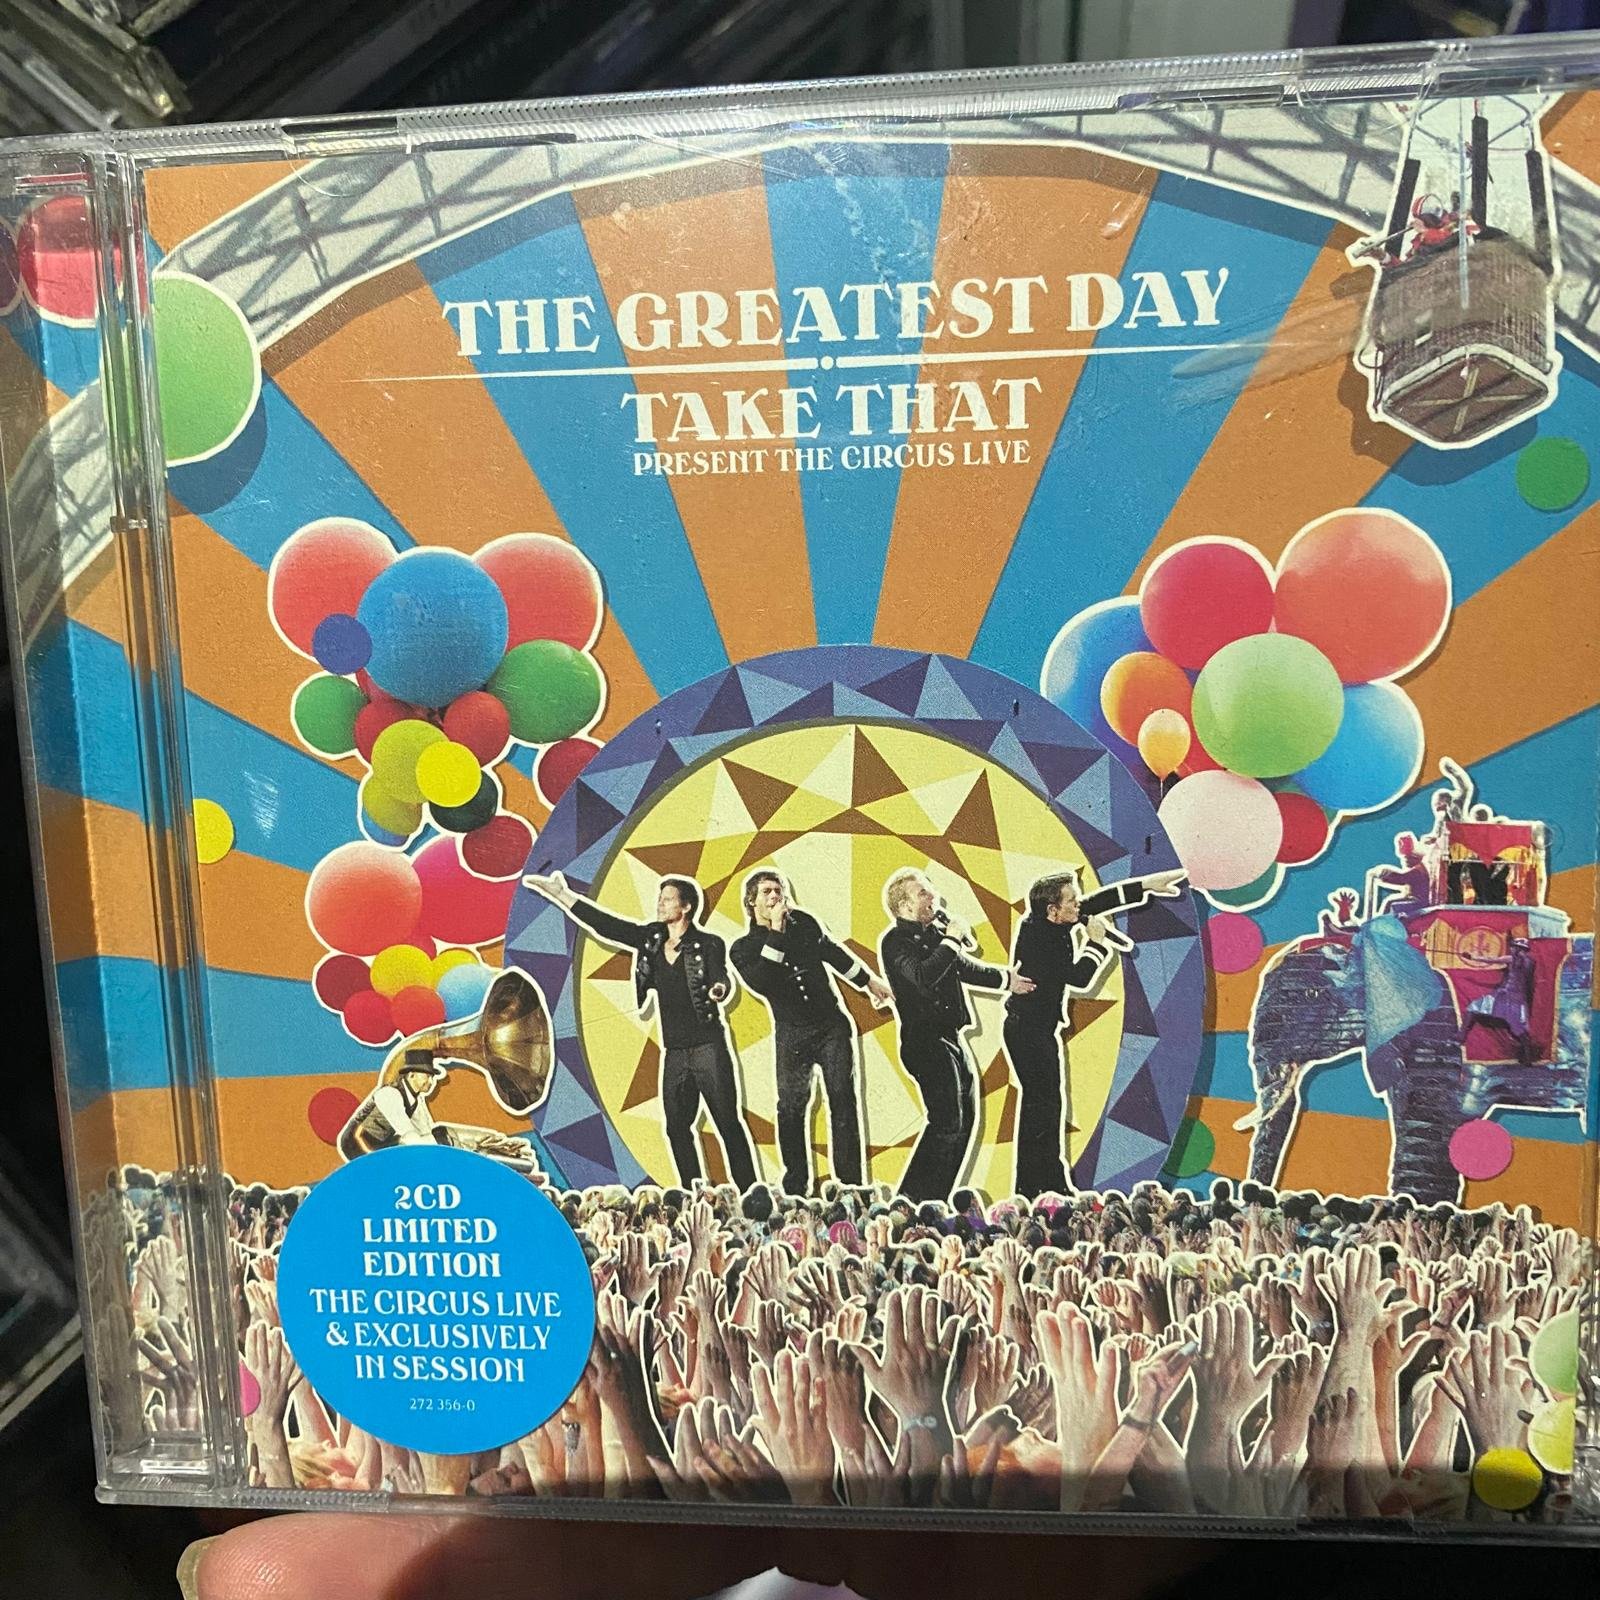 THE GREATEST DAY
TAKE THAT
PRESENT THE CIRCUS LIVE
2CD
LIMITED
EDITION
THE CIRCUS LIVE
& EXCLUSIVELY
IN SESSION
272 356-0